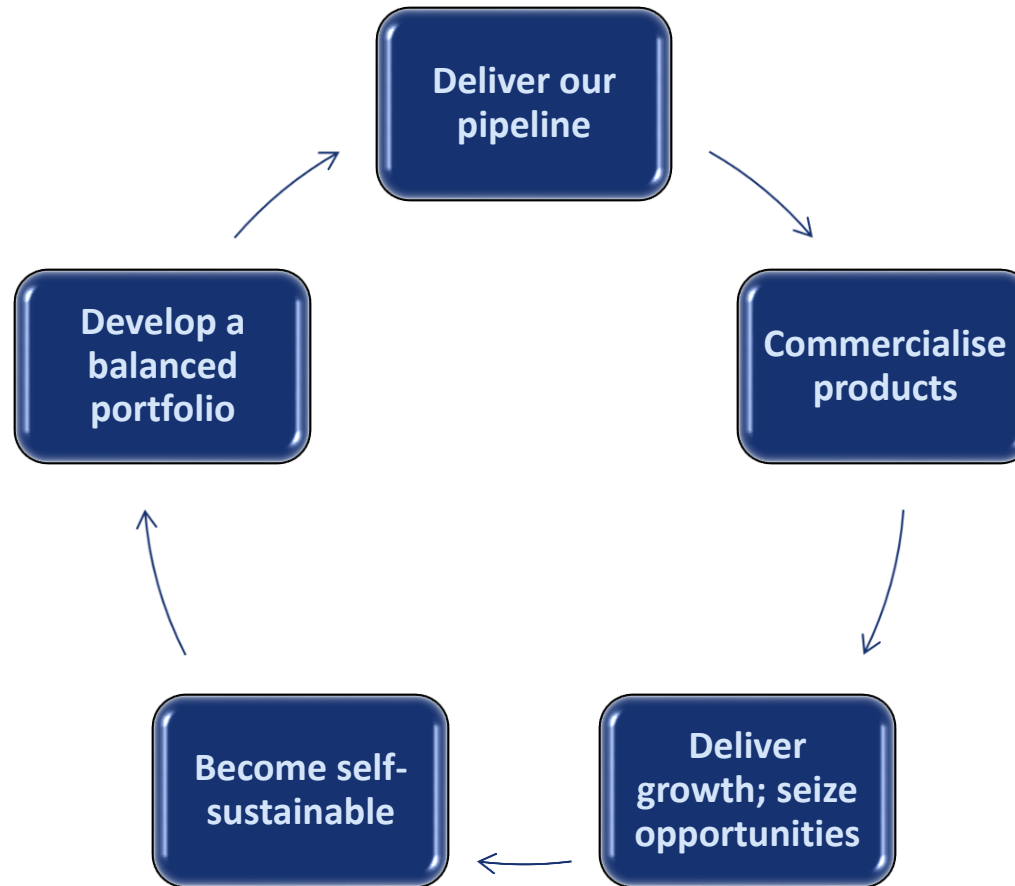 Deliver our
pipeline
Commercialise
products
Deliver
growth; seize
opportunities
Become self-
sustainable
Develop a
balanced
portfolio